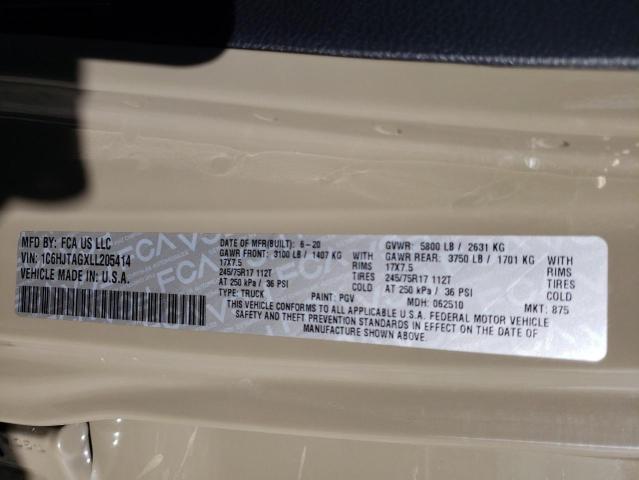 MFD BY: FCA US LLC
VIN: 1C6HJTAGXLL205414
VEHICLE MADE IN: U.S.A.
DATE OF MFR(BUILT): 6-20
GVWR: 5800 LB / 2631 KG
GAWR FRONT: 3100 LB / 1407 KG WITH
17X7.5 TIRES
245/75R17 112T RIMS
AT 250 kPa / 36 PSI COLD
GAWR REAR: 3750 LB / 1701 KG WITH
17X7.5 TIRES
245/75R17 112T RIMS
AT 250 kPa / 36 PSI COLD
TYPE: TRUCK PAINT: PGV MDH: 062510 MKT: 875
THIS VEHICLE CONFORMS TO ALL APPLICABLE U.S.A. FEDERAL MOTOR VEHICLE
SAFETY AND THEFT PREVENTION STANDARDS IN EFFECT ON THE DATE OF
MANUFACTURE SHOWN ABOVE.